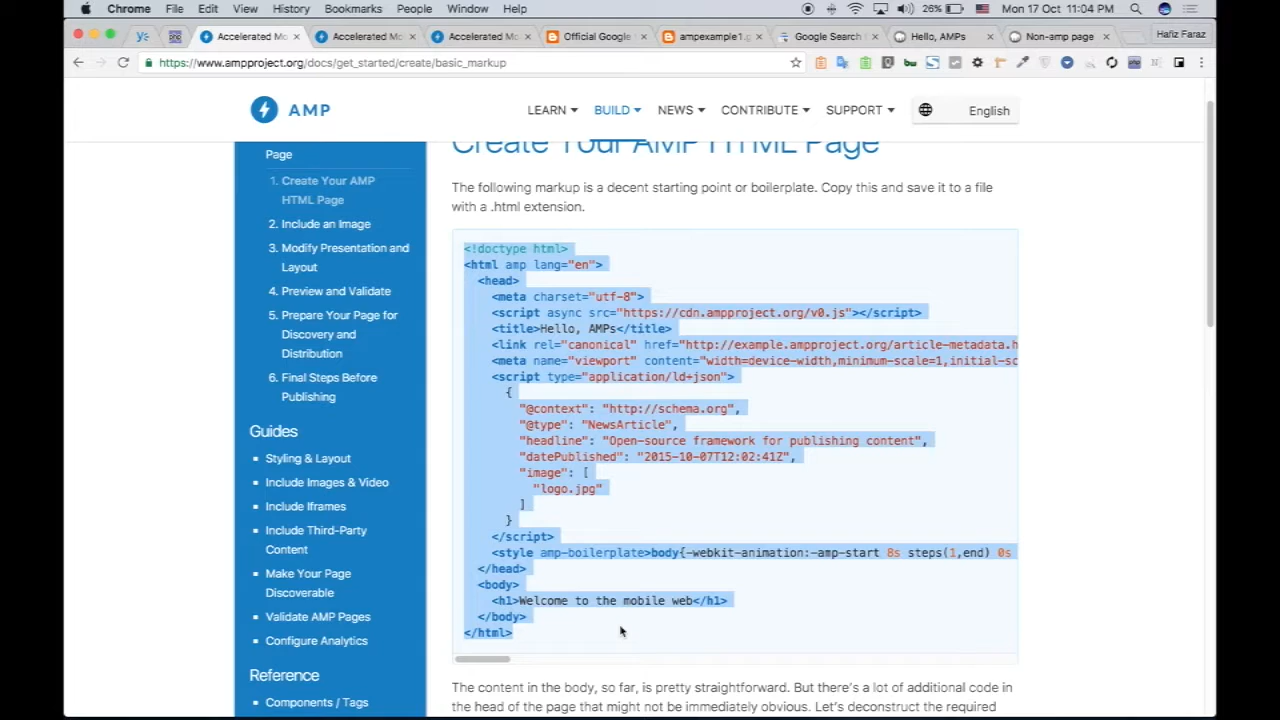 Chrome File Edit View History Bookmarks People Window Help 26% Mon 17 Oct 11:04 PM
Accelerated Mo Accelerated Mo Accelerated Mo Official Google ampexample1.g Google Search Hello, AMPs Non-amp page Hafiz Faraz
https://www.ampproject.org/docs/get_started/create/basic_markup
AMP LEARN BUILD NEWS CONTRIBUTE SUPPORT English
Page
1. Create Your AMP
HTML Page
2. Include an Image
3. Modify Presentation and
Layout
4. Preview and Validate
5. Prepare Your Page for
Discovery and
Distribution
6. Final Steps Before
Publishing
Guides
Styling & Layout
Include Images & Video
Include Iframes
Include Third-Party
Content
Make Your Page
Discoverable
Validate AMP Pages
Configure Analytics
Reference
Components / Tags
Create Your AMP HTML Page
The following markup is a decent starting point or boilerplate. Copy this and save it to a file
with a .html extension.
<!doctype html>
<html amp lang="en">
<head>
<meta charset="utf-8">
<script async src="https://cdn.ampproject.org/v0.js"></script>
<title>Hello, AMPs</title>
<link rel="canonical" href="http://example.ampproject.org/article-metadata.h
<meta name="viewport" content="width=device-width,minimum-scale=1,initial-sc
<script type="application/ld+json">
{
"@context": "http://schema.org",
"@type": "NewsArticle",
"headline": "Open-source framework for publishing content",
"datePublished": "2015-10-07T12:02:41Z",
"image": [
"logo.jpg"
]
}
</script>
<style amp-boilerplate>body{-webkit-animation:-amp-start 8s steps(1,end) 0s
</head>
<body>
<h1>Welcome to the mobile web</h1>
</body>
</html>
The content in the body, so far, is pretty straightforward. But there's a lot of additional code in
the head of the page that might not be immediately obvious. Let's deconstruct the required